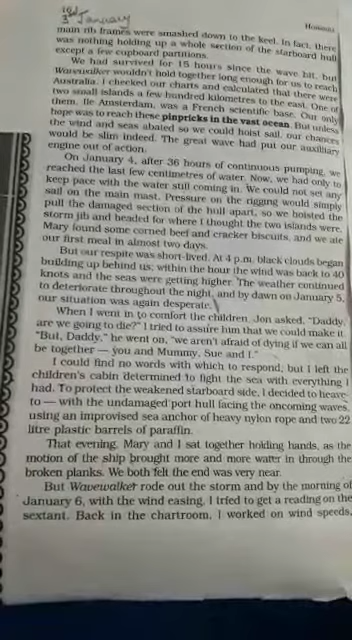 3rd January
main rib frames were smashed down to the keel. In fact, there
was nothing holding up a whole section of the starboard hull
except a few cupboard partitions.
We had survived for 15 hours since the wave hit, but
Wavewalker wouldn't hold together long enough for us to reach
Australia. I checked our charts and calculated that there were
two small islands a few hundred kilometres to the east. One of
them, Ile Amsterdam, was a French scientific base. Our only
hope was to reach these pinpricks in the vast ocean. But unless
the wind and seas abated so we could hoist sail, our chances
would be slim indeed. The great wave had put our auxilliary
engine out of action.
On January 4, after 36 hours of continuous pumping, we
reached the last few centimetres of water. Now, we had only to
keep pace with the water still coming in. We could not set any
sail on the main mast. Pressure on the rigging would simply
pull the damaged section of the hull apart, so we hoisted the
storm jib and headed for where I thought the two islands were.
Mary found some corned beef and cracker biscuits, and we ate
our first meal in almost two days.
But our respite was short-lived. At 4 p.m. black clouds began
building up behind us; within the hour the wind was back to 40
knots and the seas were getting higher. The weather continued
to deteriorate throughout the night, and by dawn on January 5,
our situation was again desperate.
When I went in to comfort the children, Jon asked, "Daddy,
are we going to die?" I tried to assure him that we could make it.
"But, Daddy," he went on, "we aren't afraid of dying if we can all
be together — you and Mummy, Sue and I."
I could find no words with which to respond, but I left the
children's cabin determined to fight the sea with everything I
had. To protect the weakened starboard side, I decided to heave-
to — with the undamaged port hull facing the oncoming waves,
using an improvised sea anchor of heavy nylon rope and two 22
litre plastic barrels of paraffin.
That evening, Mary and I sat together holding hands, as the
motion of the ship brought more and more water in through the
broken planks. We both felt the end was very near.
But Wavewalker rode out the storm and by the morning of
January 6, with the wind easing, I tried to get a reading on the
sextant. Back in the chartroom, I worked on wind speeds,